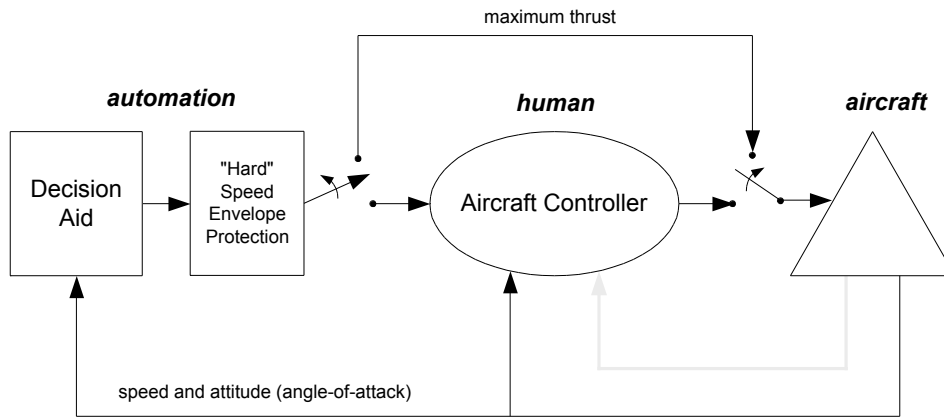 maximum thrust
automation
human
aircraft
Decision
Aid
"Hard"
Speed
Envelope
Protection
Aircraft Controller
speed and attitude (angle-of-attack)